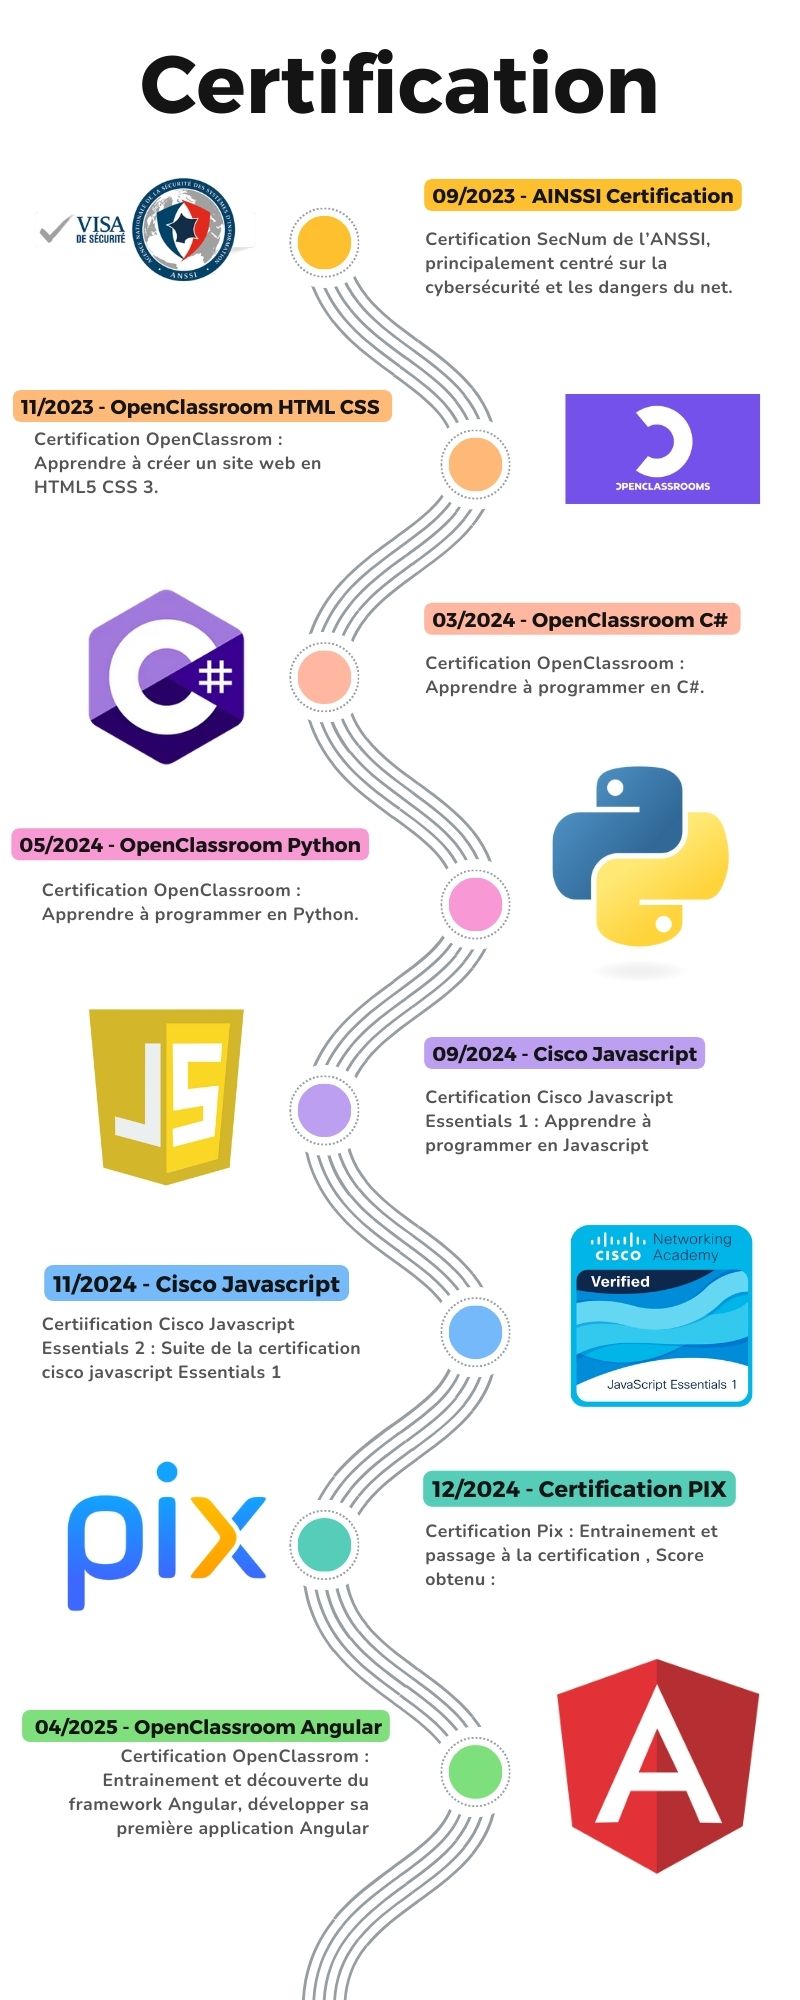 Certification
VISA
DE SÉCURITÉ
AGENCE NATIONALE DE LA SÉCURITÉ DES SYSTÈMES D'INFORMATION
ANSSI
09/2023 - AINSSI Certification
Certification SecNum de l’ANSSI,
principalement centré sur la
cybersécurité et les dangers du net.
11/2023 - OpenClassroom HTML CSS
Certification OpenClassrom :
Apprendre à créer un site web en
HTML5 CSS 3.
OPENCLASSROOMS
C#
03/2024 - OpenClassroom C#
Certification OpenClassroom :
Apprendre à programmer en C#.
05/2024 - OpenClassroom Python
Certification OpenClassroom :
Apprendre à programmer en Python.
JS
09/2024 - Cisco Javascript
Certification Cisco Javascript
Essentials 1 : Apprendre à
programmer en Javascript
11/2024 - Cisco Javascript
Certiification Cisco Javascript
Essentials 2 : Suite de la certification
cisco javascript Essentials 1
CISCO
Networking
Academy
Verified
JavaScript Essentials 1
pix
12/2024 - Certification PIX
Certification Pix : Entrainement et
passage à la certification , Score
obtenu :
04/2025 - OpenClassroom Angular
Certification OpenClassrom :
Entrainement et découverte du
framework Angular, développer sa
première application Angular
A